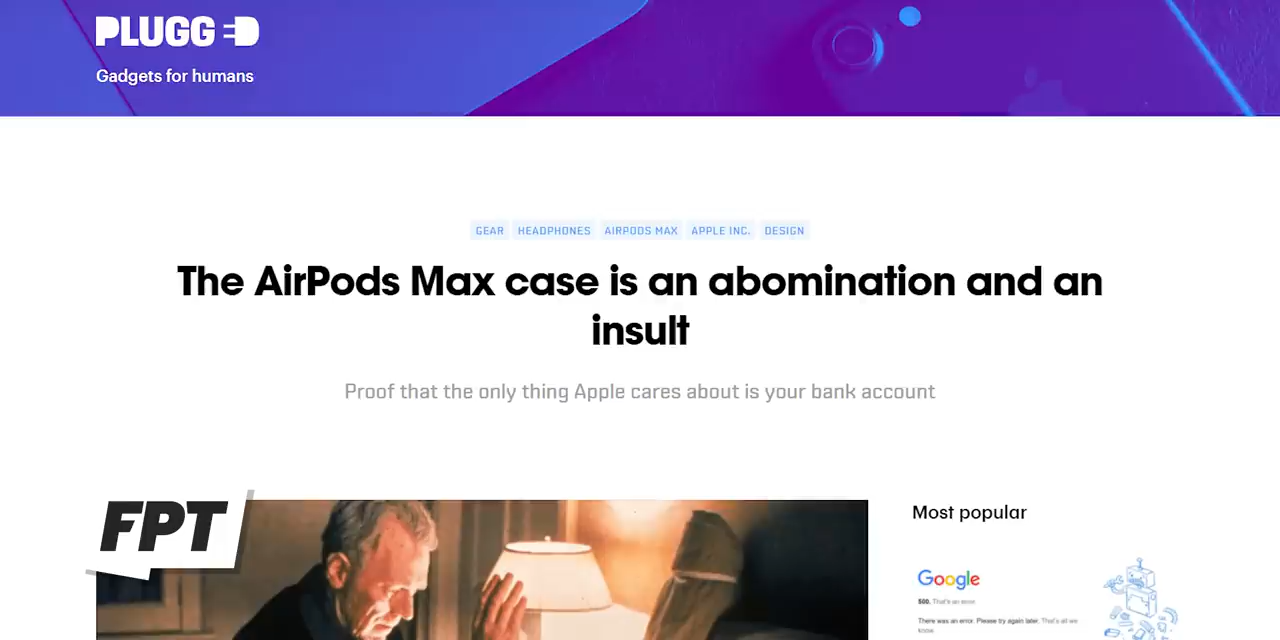 PLUGG
Gadgets for humans
GEAR HEADPHONES AIRPODS MAX APPLE INC. DESIGN
The AirPods Max case is an abomination and an
insult
Proof that the only thing Apple cares about is your bank account
FPT
Most popular
Google
500. That's an error.
There was an error. Please try again later. That's all we
know.